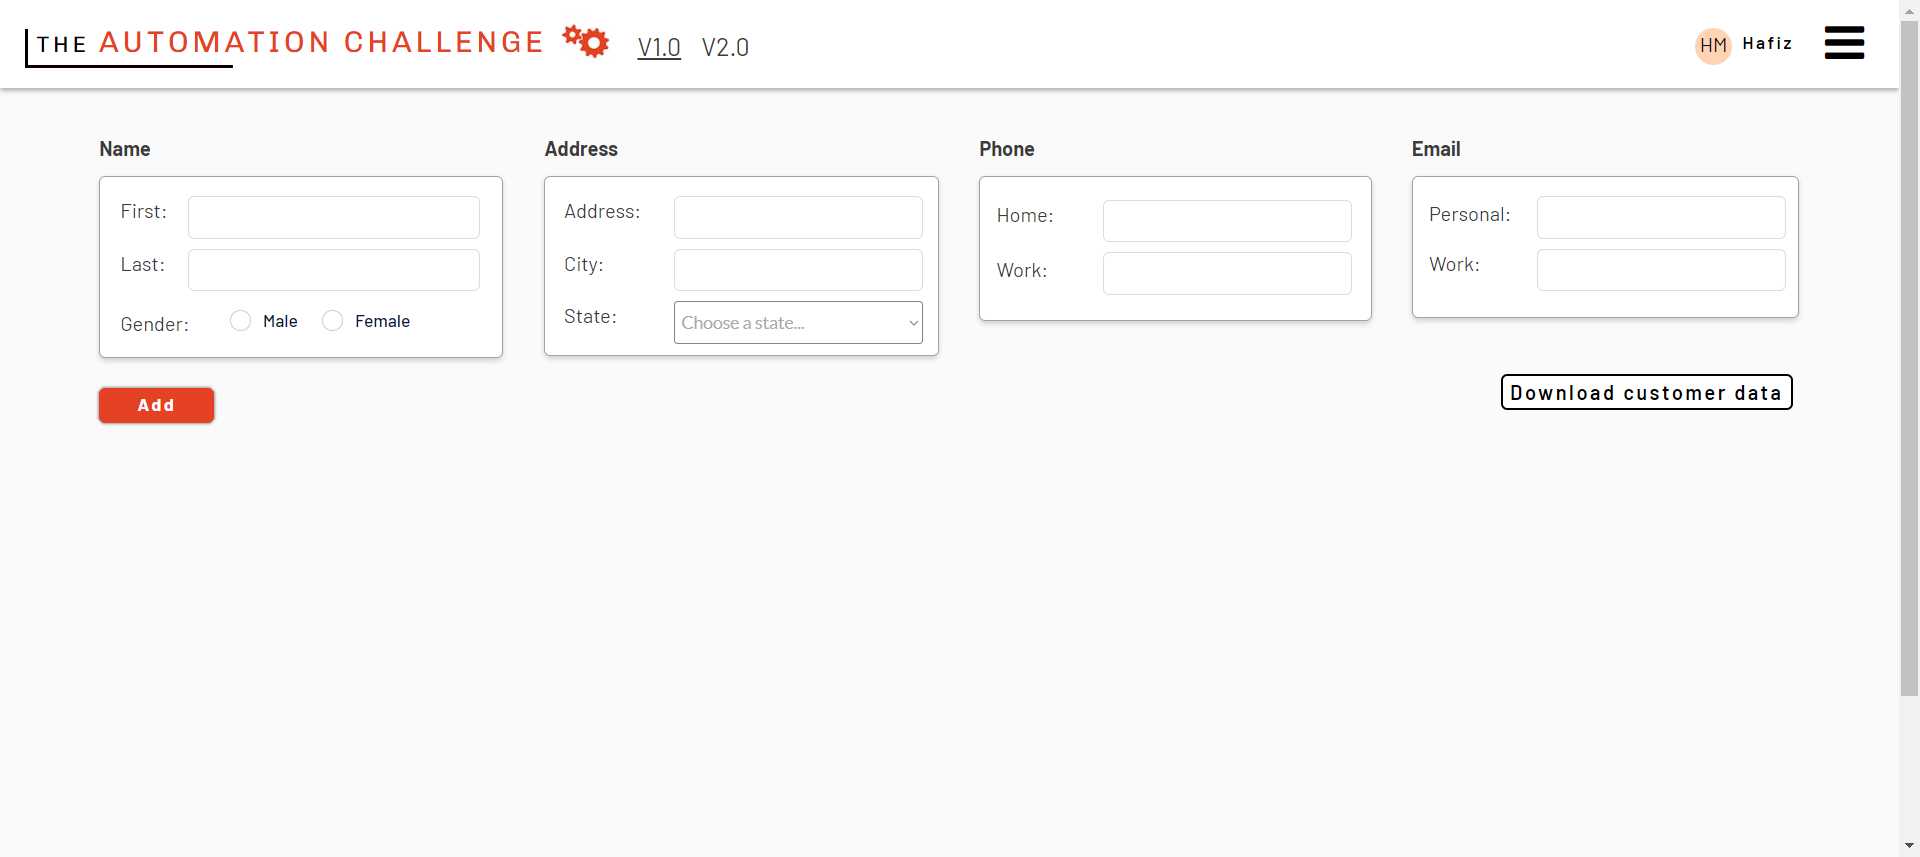 THE AUTOMATION CHALLENGE V1.0 V2.0 HM Hafiz
Name
First:
Last:
Gender: Male Female
Address
Address:
City:
State: Choose a state...
Phone
Home:
Work:
Email
Personal:
Work:
Add
Download customer data